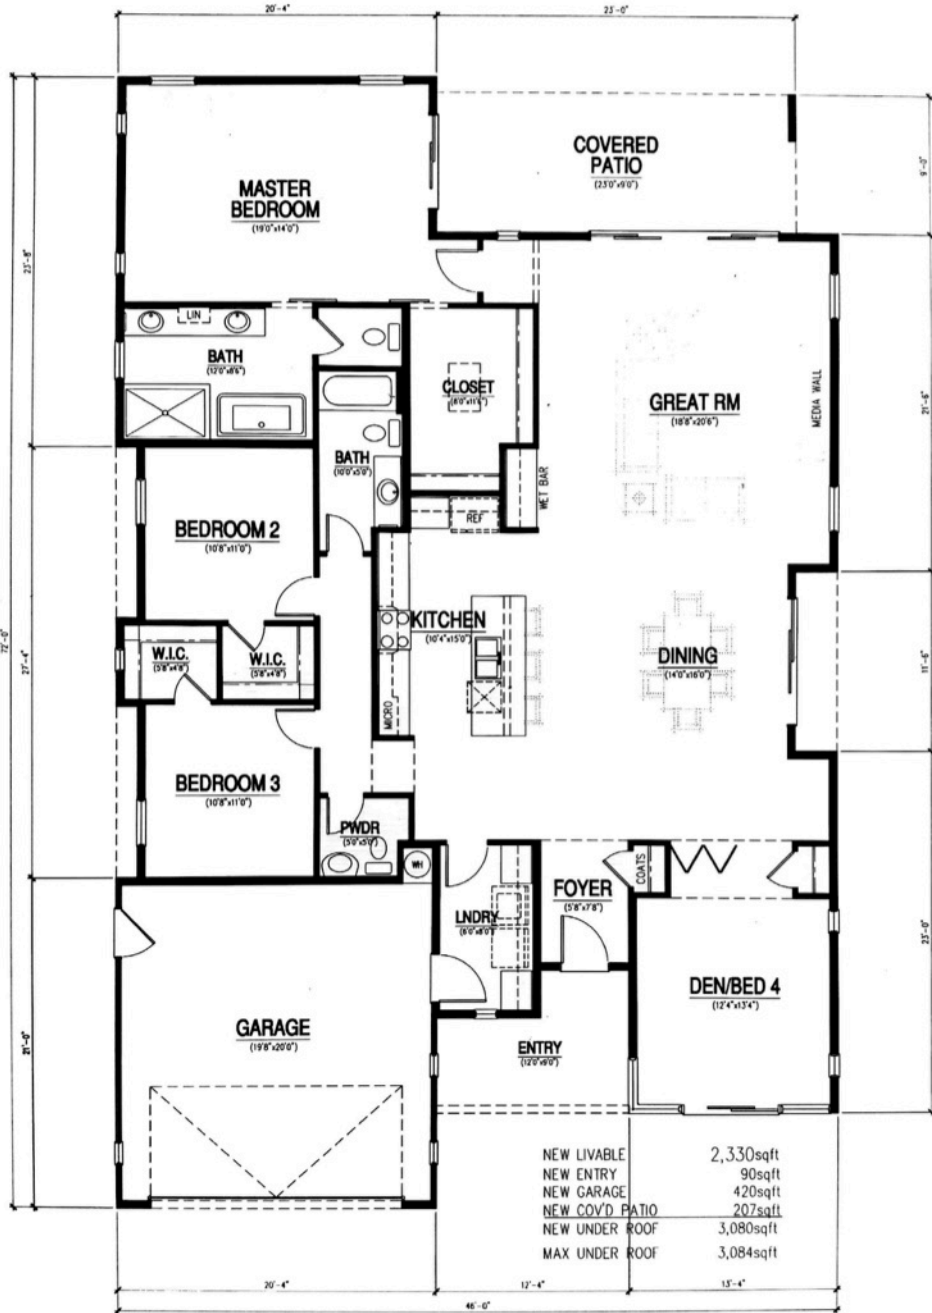 20'-4"
23'-0"
COVERED
PATIO
(23'0"x9'0")
9'-0"
MASTER
BEDROOM
(19'0"x14'0")
23'-8"
LIN
BATH
(12'0"x8'6")
CLOSET
GREAT RM
(18'8"x20'6")
MEDIA WALL
21'-6"
BATH
(10'0"x5'0")
WET BAR
REF
BEDROOM 2
(10'8"x11'0")
72'-0"
27'-4"
KITCHEN
(10'4"x15'0")
W.I.C.
(5'8"x4'8")
W.I.C.
(5'8"x4'8")
DINING
(14'0"x16'0")
11'-6"
MICRO
BEDROOM 3
(10'8"x11'0")
PWDR
(5'0"x5'0")
WH
COATS
FOYER
(5'8"x7'8")
LNDRY
(6'0"x8'0")
23'-0"
DEN/BED 4
(12'4"x13'4")
GARAGE
(19'8"x20'0")
21'-0"
ENTRY
(12'0"x9'0")
NEW LIVABLE 2,330sqft
NEW ENTRY 90sqft
NEW GARAGE 420sqft
NEW COV'D PATIO 207sqft
NEW UNDER ROOF 3,080sqft
MAX UNDER ROOF 3,084sqft
20'-4"
12'-4"
13'-4"
46'-0"